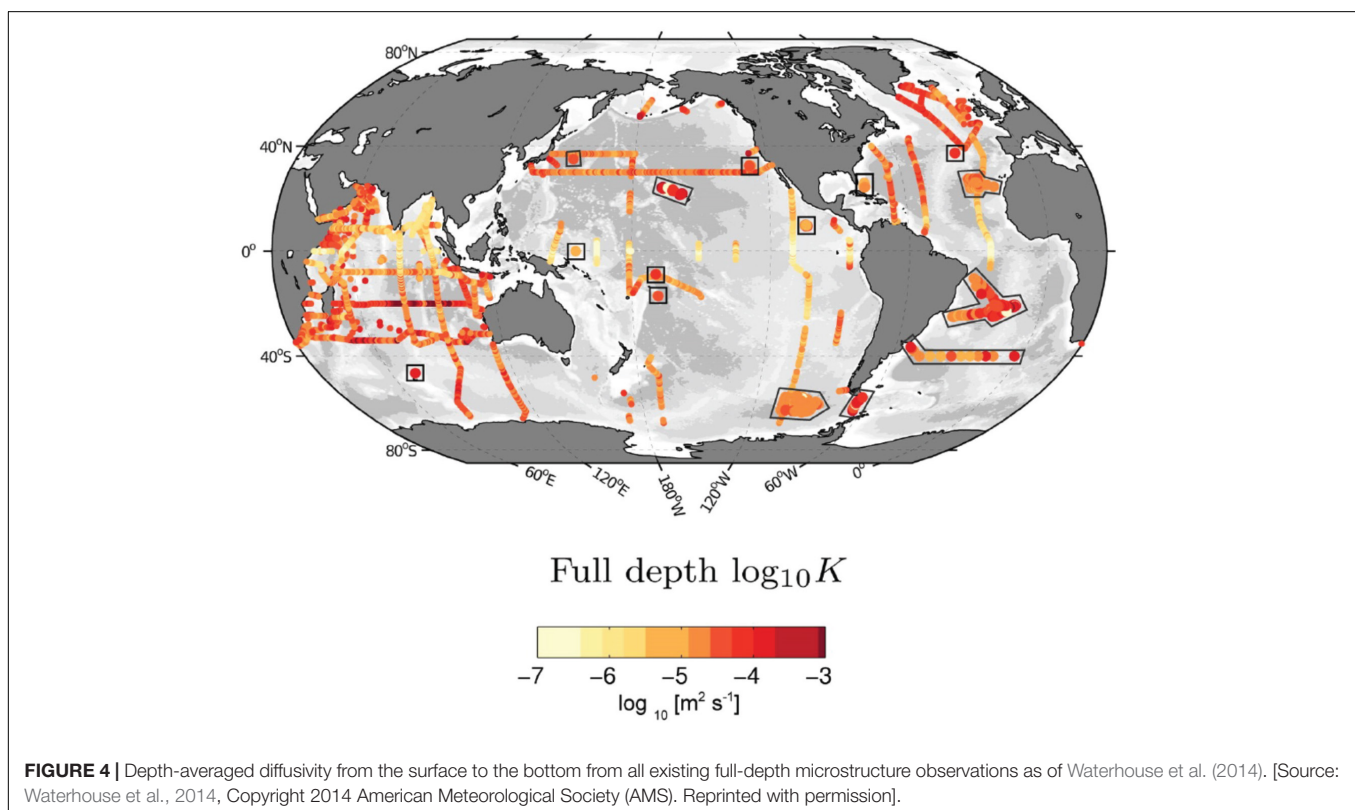 80°N
40°N
0°
40°S
80°S
60°E
120°E
180°W
120°W
60°W
0°
Full depth log₁₀ K
−7
−6
−5
−4
−3
log ₁₀ [m² s⁻¹]
FIGURE 4 | Depth-averaged diffusivity from the surface to the bottom from all existing full-depth microstructure observations as of Waterhouse et al. (2014). [Source:
Waterhouse et al., 2014, Copyright 2014 American Meteorological Society (AMS). Reprinted with permission].